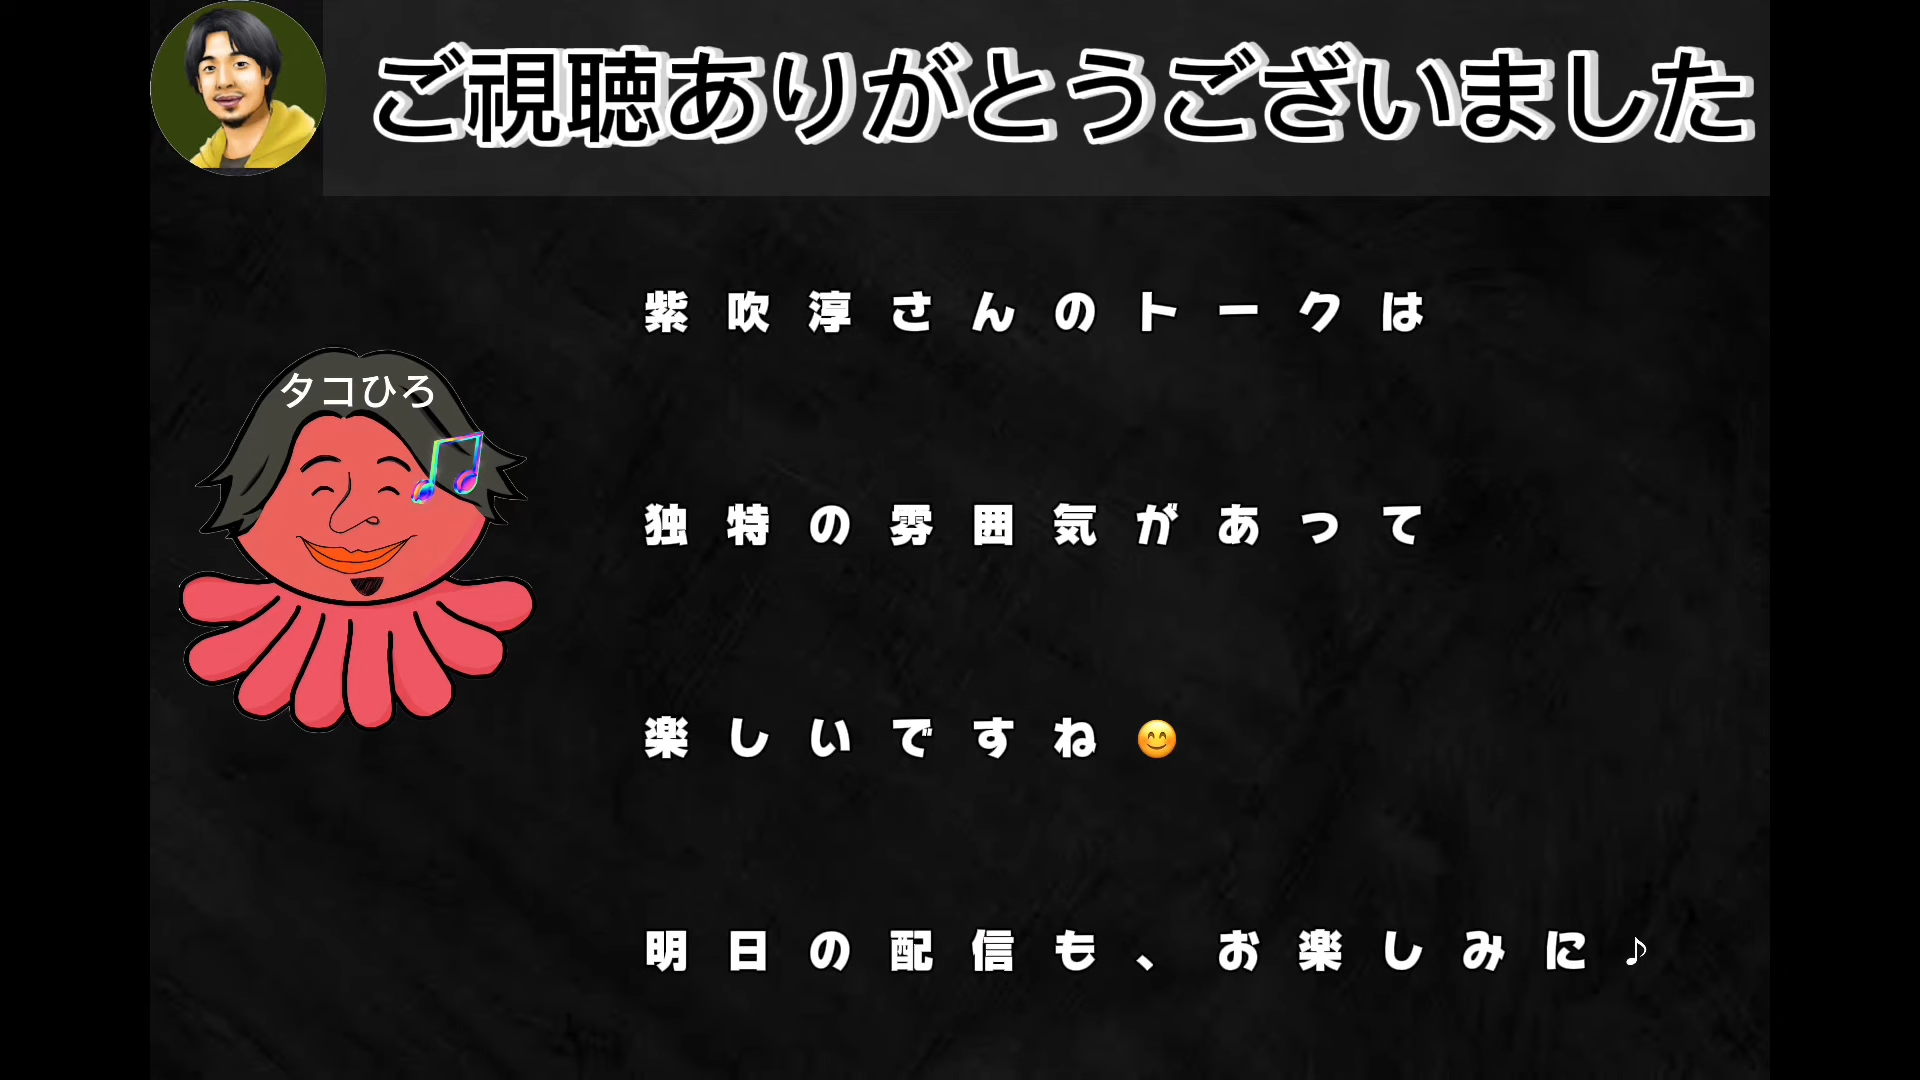 ご視聴ありがとうございました
タコひろ
紫吹淳さんのトークは
独特の雰囲気があって
楽しいですね😊
明日の配信も、お楽しみに♪